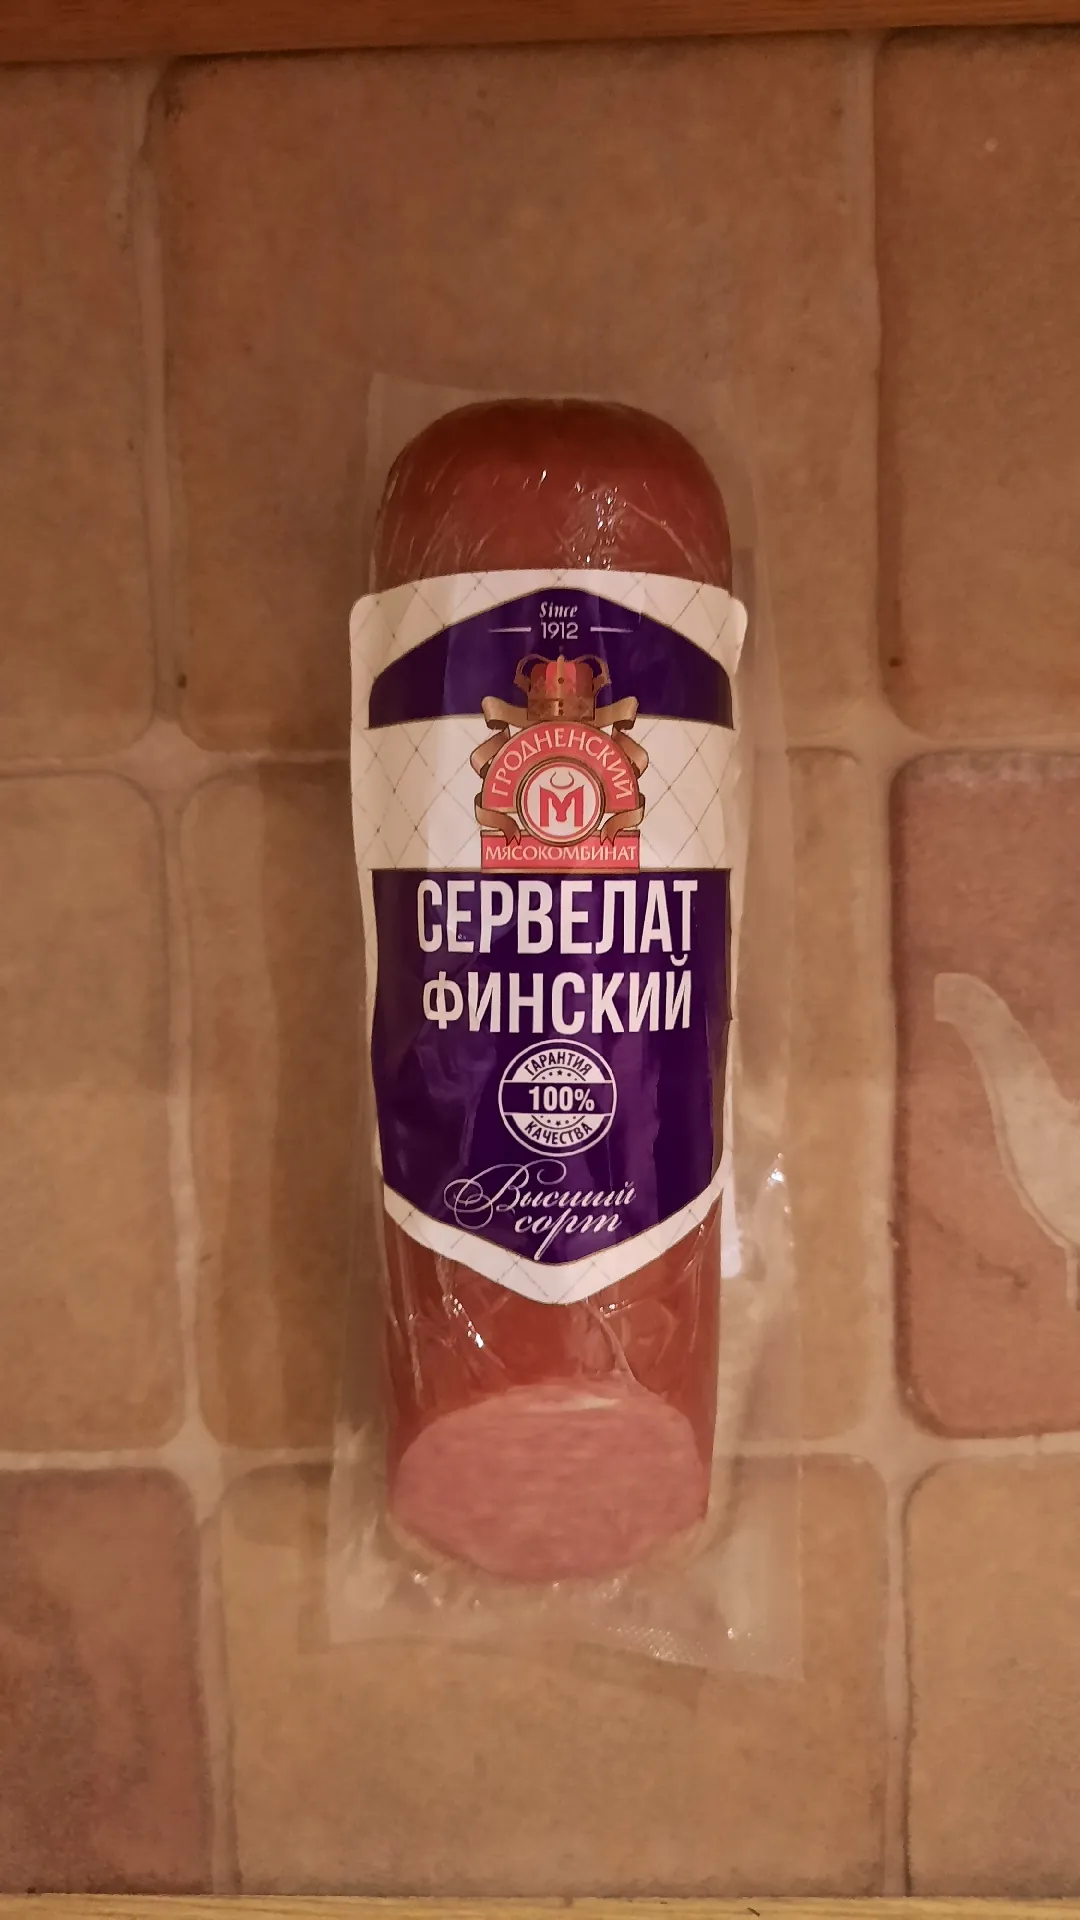 Since
1912
ГРОДНЕНСКИЙ
М
МЯСОКОМБИНАТ
СЕРВЕЛАТ
ФИНСКИЙ
ГАРАНТИЯ
100%
КАЧЕСТВА
Высший
сорт